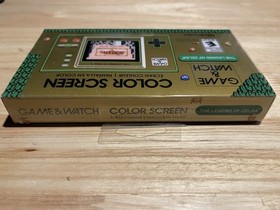 GAME &
WATCH
THE LEGEND OF ZELDA
COLOR SCREEN
ÉCRAN COULEUR / PANTALLA EN COLOR
E
GAME & WATCH COLOR SCREEN THE LEGEND OF ZELDA